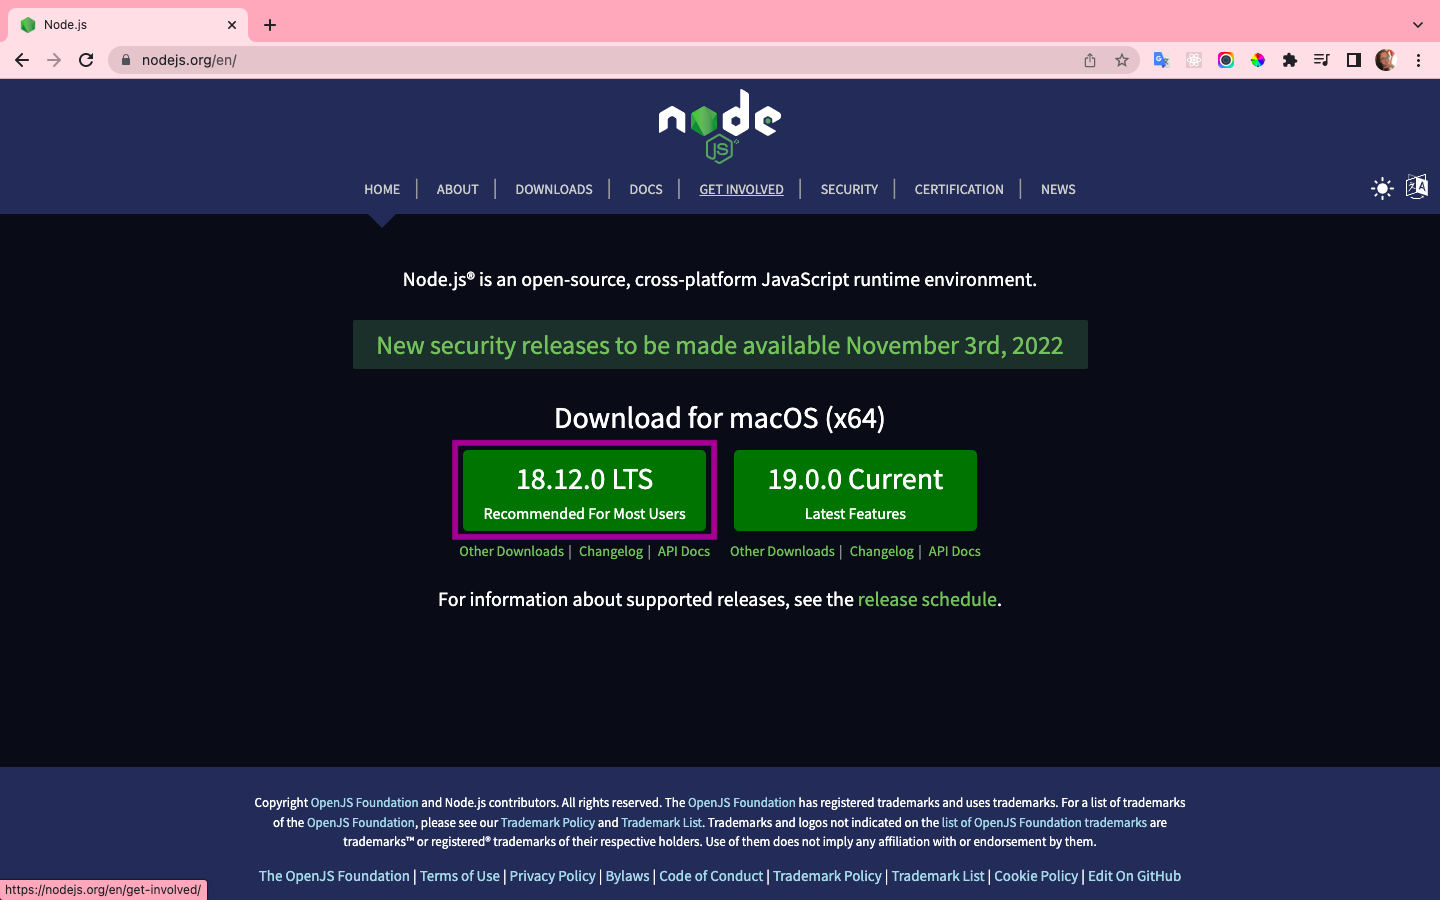 Node.js
nodejs.org/en/
node
JS
HOME | ABOUT | DOWNLOADS | DOCS | GET INVOLVED | SECURITY | CERTIFICATION | NEWS
Node.js® is an open-source, cross-platform JavaScript runtime environment.
New security releases to be made available November 3rd, 2022
Download for macOS (x64)
18.12.0 LTS
Recommended For Most Users
19.0.0 Current
Latest Features
Other Downloads | Changelog | API Docs
Other Downloads | Changelog | API Docs
For information about supported releases, see the release schedule.
Copyright OpenJS Foundation and Node.js contributors. All rights reserved. The OpenJS Foundation has registered trademarks and uses trademarks. For a list of trademarks
of the OpenJS Foundation, please see our Trademark Policy and Trademark List. Trademarks and logos not indicated on the list of OpenJS Foundation trademarks are
trademarks™ or registered® trademarks of their respective holders. Use of them does not imply any affiliation with or endorsement by them.
The OpenJS Foundation | Terms of Use | Privacy Policy | Bylaws | Code of Conduct | Trademark Policy | Trademark List | Cookie Policy | Edit On GitHub
https://nodejs.org/en/get-involved/